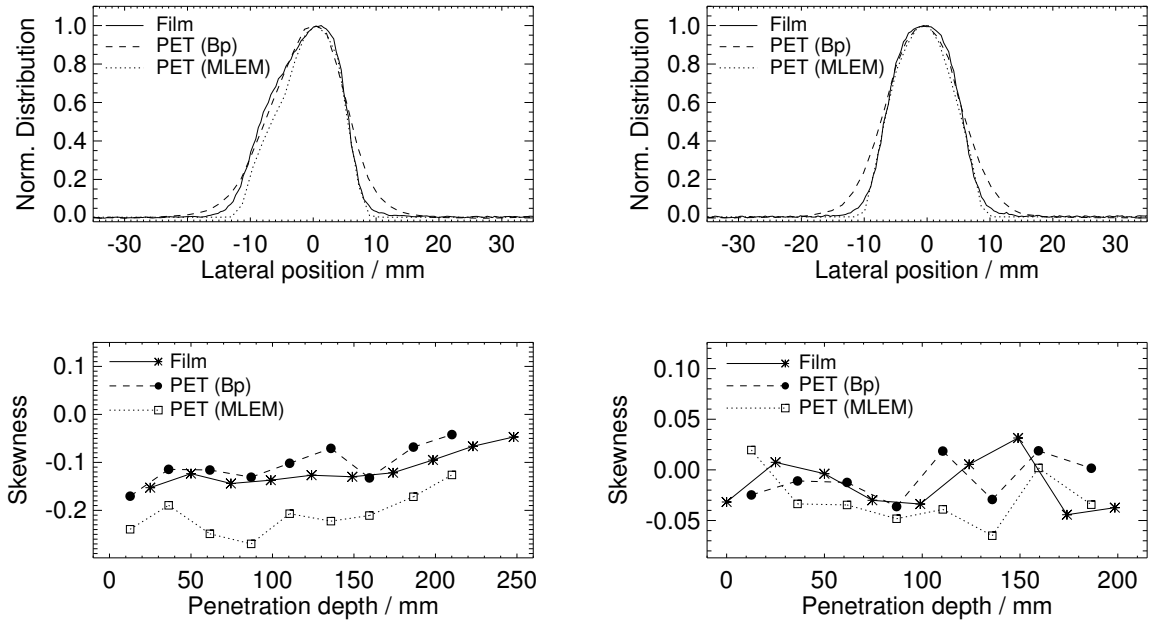 1.0
0.8
0.6
0.4
0.2
0.0
Norm. Distribution
Film
PET (Bp)
PET (MLEM)
-30 -20 -10 0 10 20 30
Lateral position / mm
1.0
0.8
0.6
0.4
0.2
0.0
Norm. Distribution
Film
PET (Bp)
PET (MLEM)
-30 -20 -10 0 10 20 30
Lateral position / mm
0.1
0.0
-0.1
-0.2
Skewness
Film
PET (Bp)
PET (MLEM)
0 50 100 150 200 250
Penetration depth / mm
0.10
0.05
0.00
-0.05
Skewness
Film
PET (Bp)
PET (MLEM)
0 50 100 150 200
Penetration depth / mm